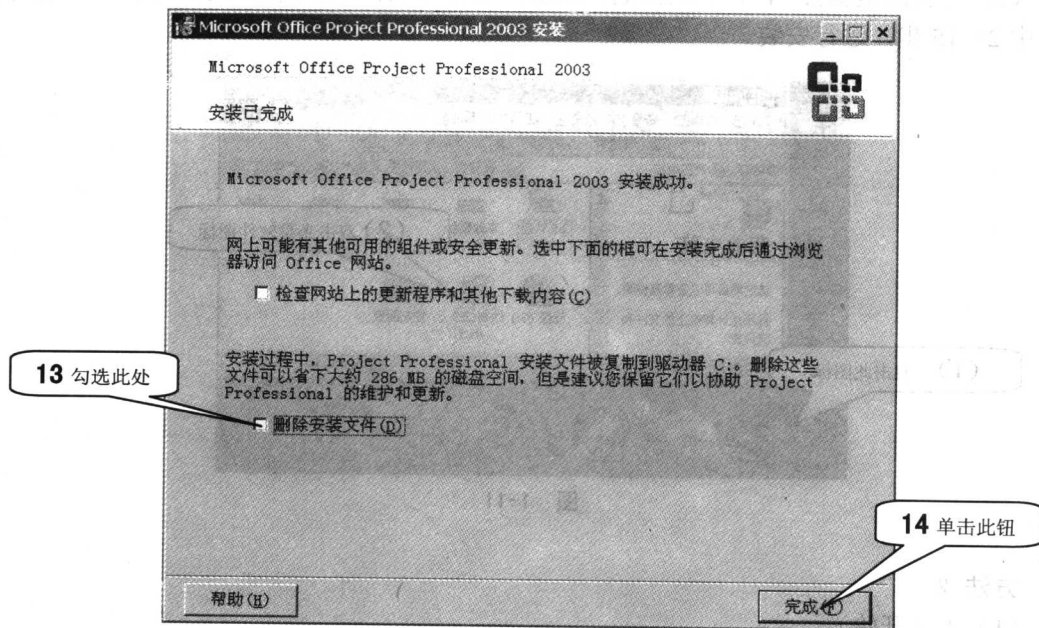 Microsoft Office Project Professional 2003 安装
Microsoft Office Project Professional 2003
安装已完成
Microsoft Office Project Professional 2003 安装成功。
网上可能有其他可用的组件或安全更新。选中下面的框可在安装完成后通过浏览
器访问 Office 网站。
检查网站上的更新程序和其他下载内容(C)
安装过程中,Project Professional 安装文件被复制到驱动器 C:。删除这些
文件可以省下大约 286 MB 的磁盘空间,但是建议您保留它们以协助 Project
Professional 的维护和更新。
13 勾选此处
删除安装文件(D)
14 单击此钮
帮助(H)
完成(F)